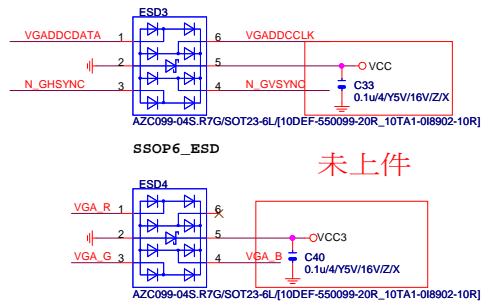 ESD3
VGADDCDATA 1 6 VGADDCCLK
2 5 VCC
N_GHSYNC 3 4 N_GVSYNC
C33
0.1u/4/Y5V/16V/Z/X
AZC099-04S.R7G/SOT23-6L/[10DEF-550099-20R_10TA1-0I8902-10R]
SSOP6_ESD
未上件
ESD4
VGA_R 1 6
2 5 VCC3
VGA_G 3 4 VGA_B
C40
0.1u/4/Y5V/16V/Z/X
AZC099-04S.R7G/SOT23-6L/[10DEF-550099-20R_10TA1-0I8902-10R]